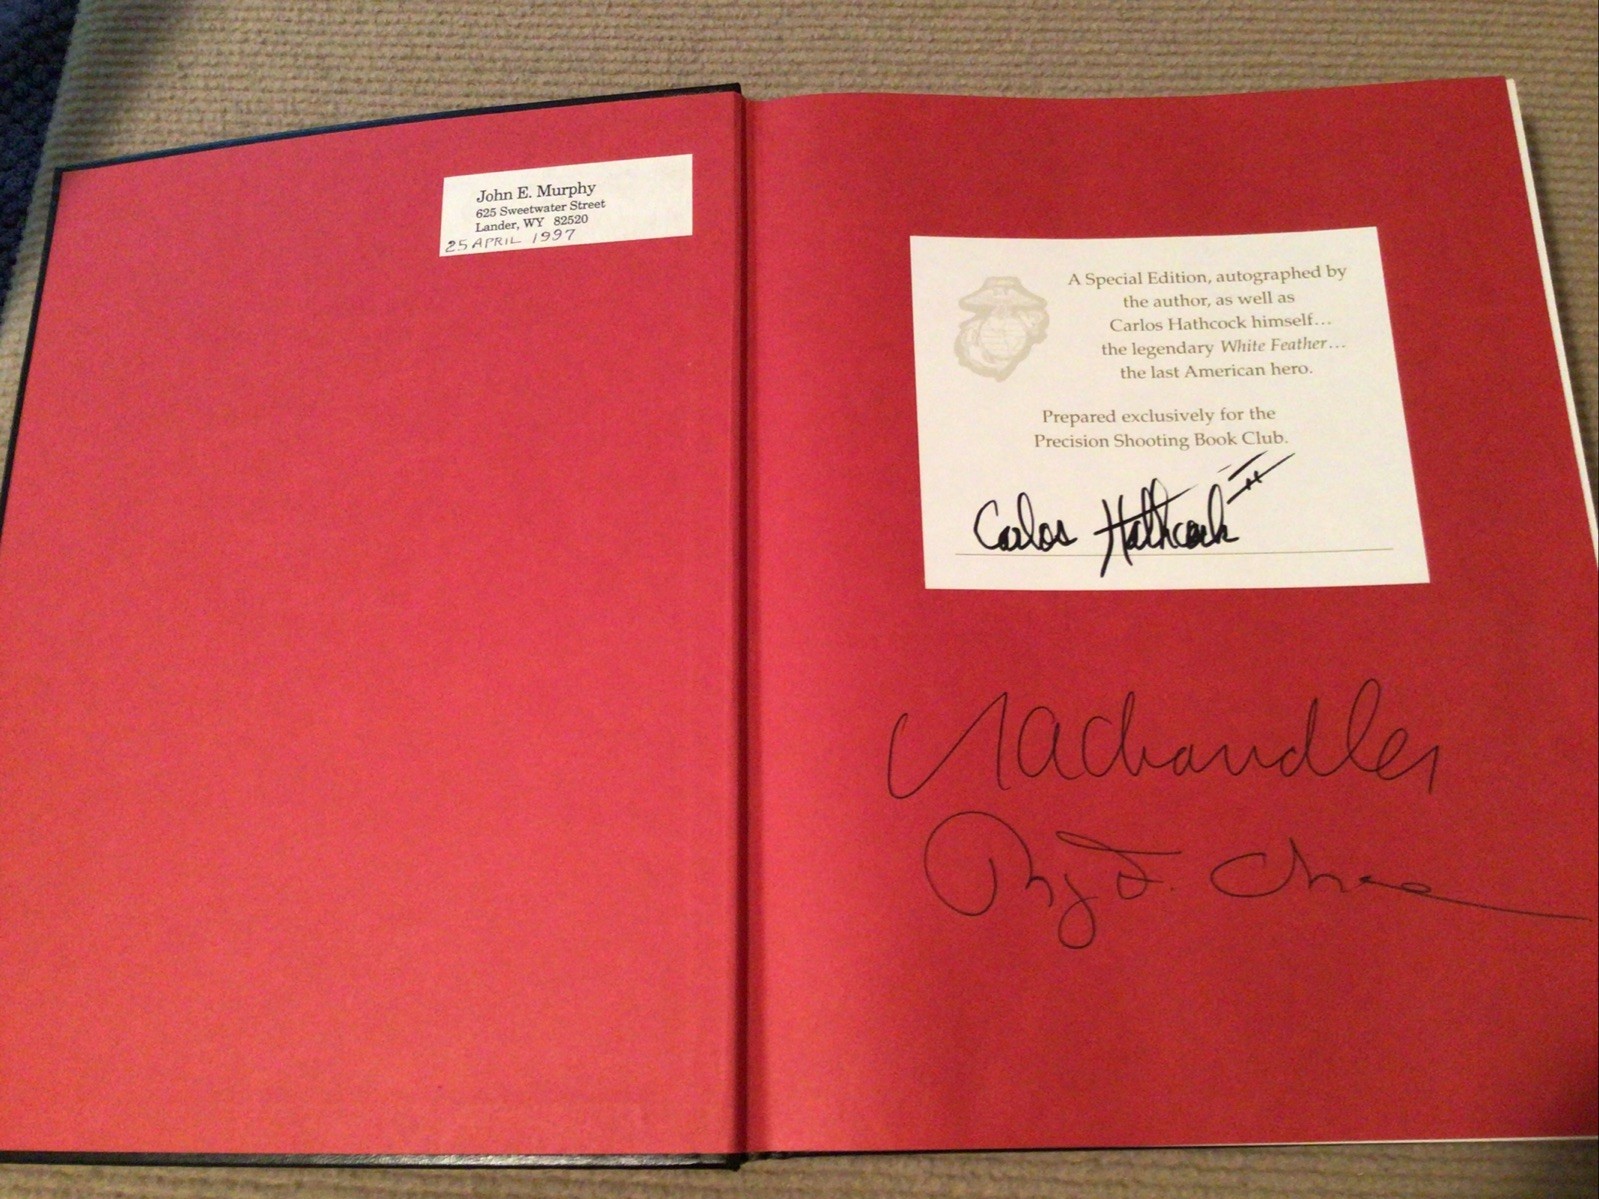 John E. Murphy
625 Sweetwater Street
Lander, WY 82520
25 APRIL 1997
A Special Edition, autographed by
the author, as well as
Carlos Hathcock himself...
the legendary White Feather...
the last American hero.
Prepared exclusively for the
Precision Shooting Book Club.
Carlos Hathcock II
NAChandler